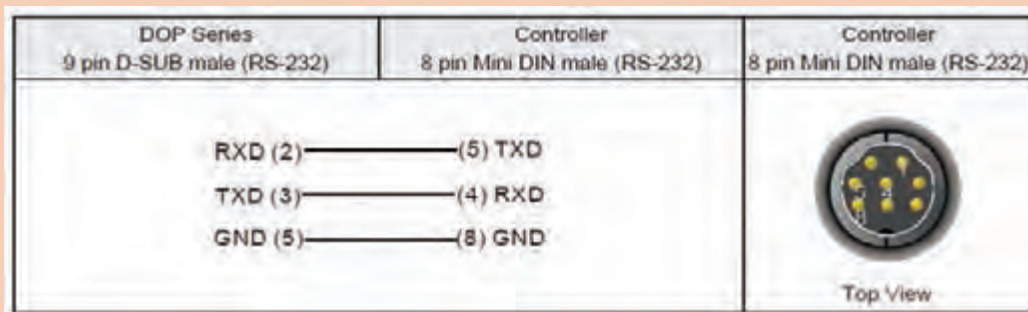 DOP Series
9 pin D-SUB male (RS-232)
Controller
8 pin Mini DIN male (RS-232)
Controller
8 pin Mini DIN male (RS-232)
RXD (2) (5) TXD
TXD (3) (4) RXD
GND (5) (8) GND
Top View